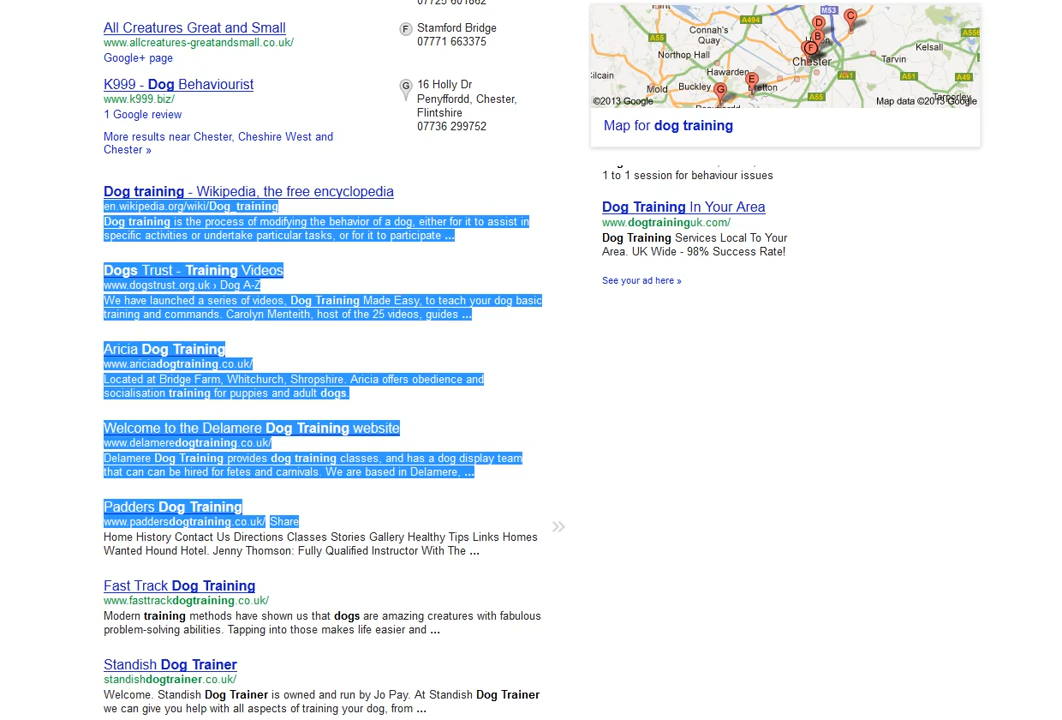 07725 601862
All Creatures Great and Small
www.allcreatures-greatandsmall.co.uk/
Google+ page
F Stamford Bridge
07771 663375
K999 - Dog Behaviourist
www.k999.biz/
1 Google review
G 16 Holly Dr
Penyffordd, Chester,
Flintshire
07736 299752
More results near Chester, Cheshire West and
Chester »
Dog training - Wikipedia, the free encyclopedia
en.wikipedia.org/wiki/Dog_training
Dog training is the process of modifying the behavior of a dog, either for it to assist in
specific activities or undertake particular tasks, or for it to participate ...
Dogs Trust - Training Videos
www.dogstrust.org.uk › Dog A-Z
We have launched a series of videos, Dog Training Made Easy, to teach your dog basic
training and commands. Carolyn Menteith, host of the 25 videos, guides ...
Aricia Dog Training
www.ariciadogtraining.co.uk/
Located at Bridge Farm, Whitchurch, Shropshire. Aricia offers obedience and
socialisation training for puppies and adult dogs.
Welcome to the Delamere Dog Training website
www.delameredogtraining.co.uk/
Delamere Dog Training provides dog training classes, and has a dog display team
that can can be hired for fetes and carnivals. We are based in Delamere, ...
Padders Dog Training
www.paddersdogtraining.co.uk/ Share
Home History Contact Us Directions Classes Stories Gallery Healthy Tips Links Homes
Wanted Hound Hotel. Jenny Thomson: Fully Qualified Instructor With The ...
»
Fast Track Dog Training
www.fasttrackdogtraining.co.uk/
Modern training methods have shown us that dogs are amazing creatures with fabulous
problem-solving abilities. Tapping into those makes life easier and ...
Standish Dog Trainer
standishdogtrainer.co.uk/
Welcome. Standish Dog Trainer is owned and run by Jo Pay. At Standish Dog Trainer
we can give you help with all aspects of training your dog, from ...
M53
C
A494
D
A55
Connah's
Quay
B
A556
F
Kelsall
Northop Hall
Chester
Tarvin
Hawarden
E
A51
A51
A49
Mold
Buckley
G
A55
Tarporley
©2013 Google
Map data ©2013 Google
Map for dog training
1 to 1 session for behaviour issues
Dog Training In Your Area
www.dogtraininguk.com/
Dog Training Services Local To Your
Area. UK Wide - 98% Success Rate!
See your ad here »